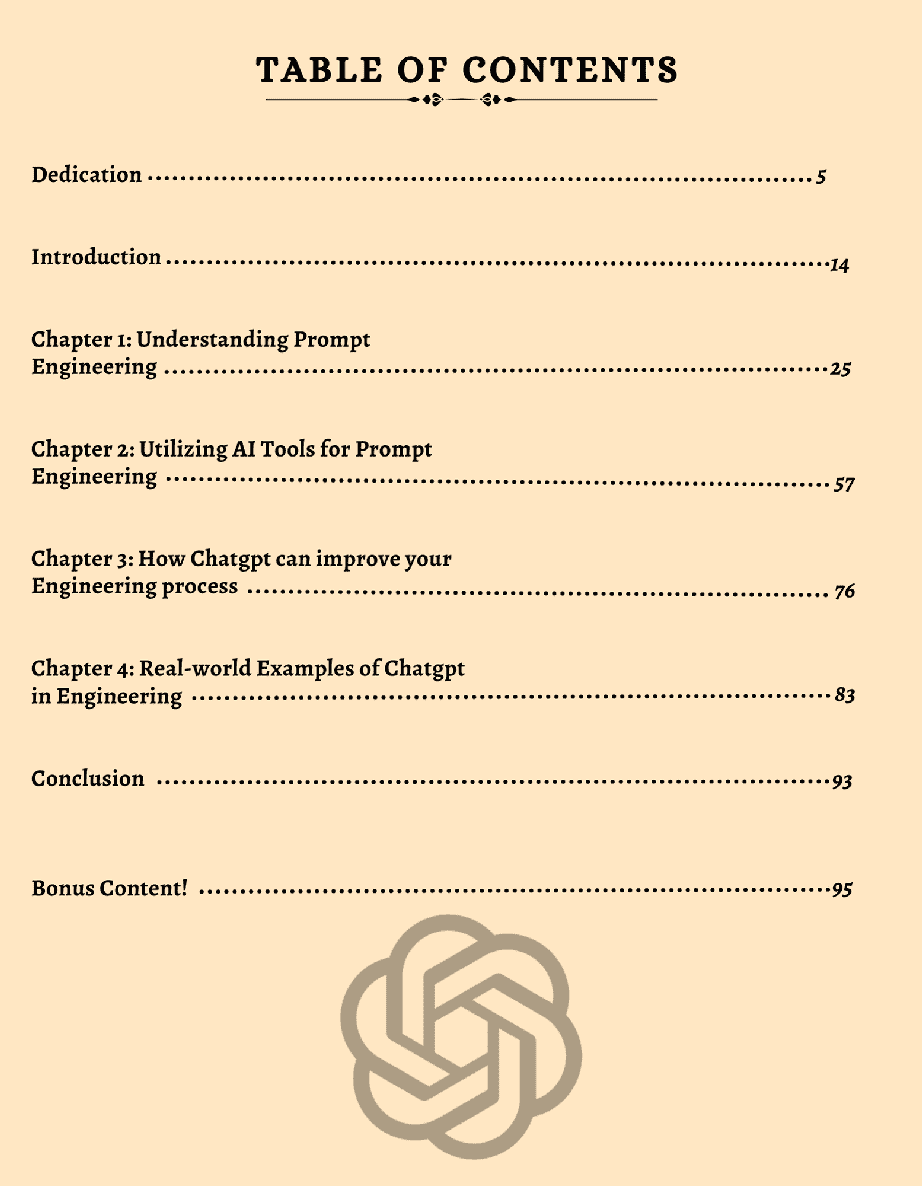 TABLE OF CONTENTS
Dedication .................................................................................. 5
Introduction ................................................................................14
Chapter 1: Understanding Prompt
Engineering ................................................................................25
Chapter 2: Utilizing AI Tools for Prompt
Engineering ................................................................................ 57
Chapter 3: How Chatgpt can improve your
Engineering process ...................................................................... 76
Chapter 4: Real-world Examples of Chatgpt
in Engineering .............................................................................. 83
Conclusion ..................................................................................93
Bonus Content! ..............................................................................95